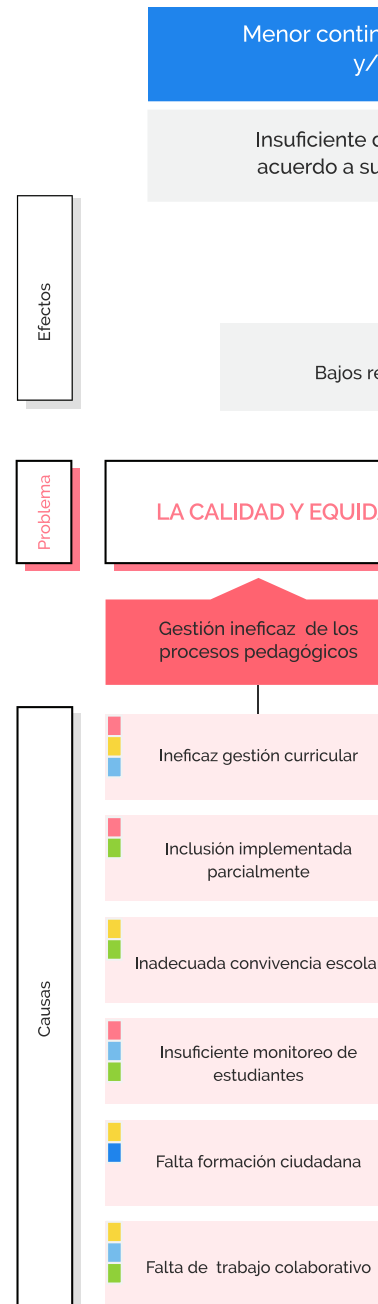 Menor contin
y/
Insuficiente
acuerdo a su
Efectos
Bajos re
Problema
LA CALIDAD Y EQUID
Gestión ineficaz de los
procesos pedagógicos
Ineficaz gestión curricular
Inclusión implementada
parcialmente
Inadecuada convivencia escola
Causas
Insuficiente monitoreo de
estudiantes
Falta formación ciudadana
Falta de trabajo colaborativo